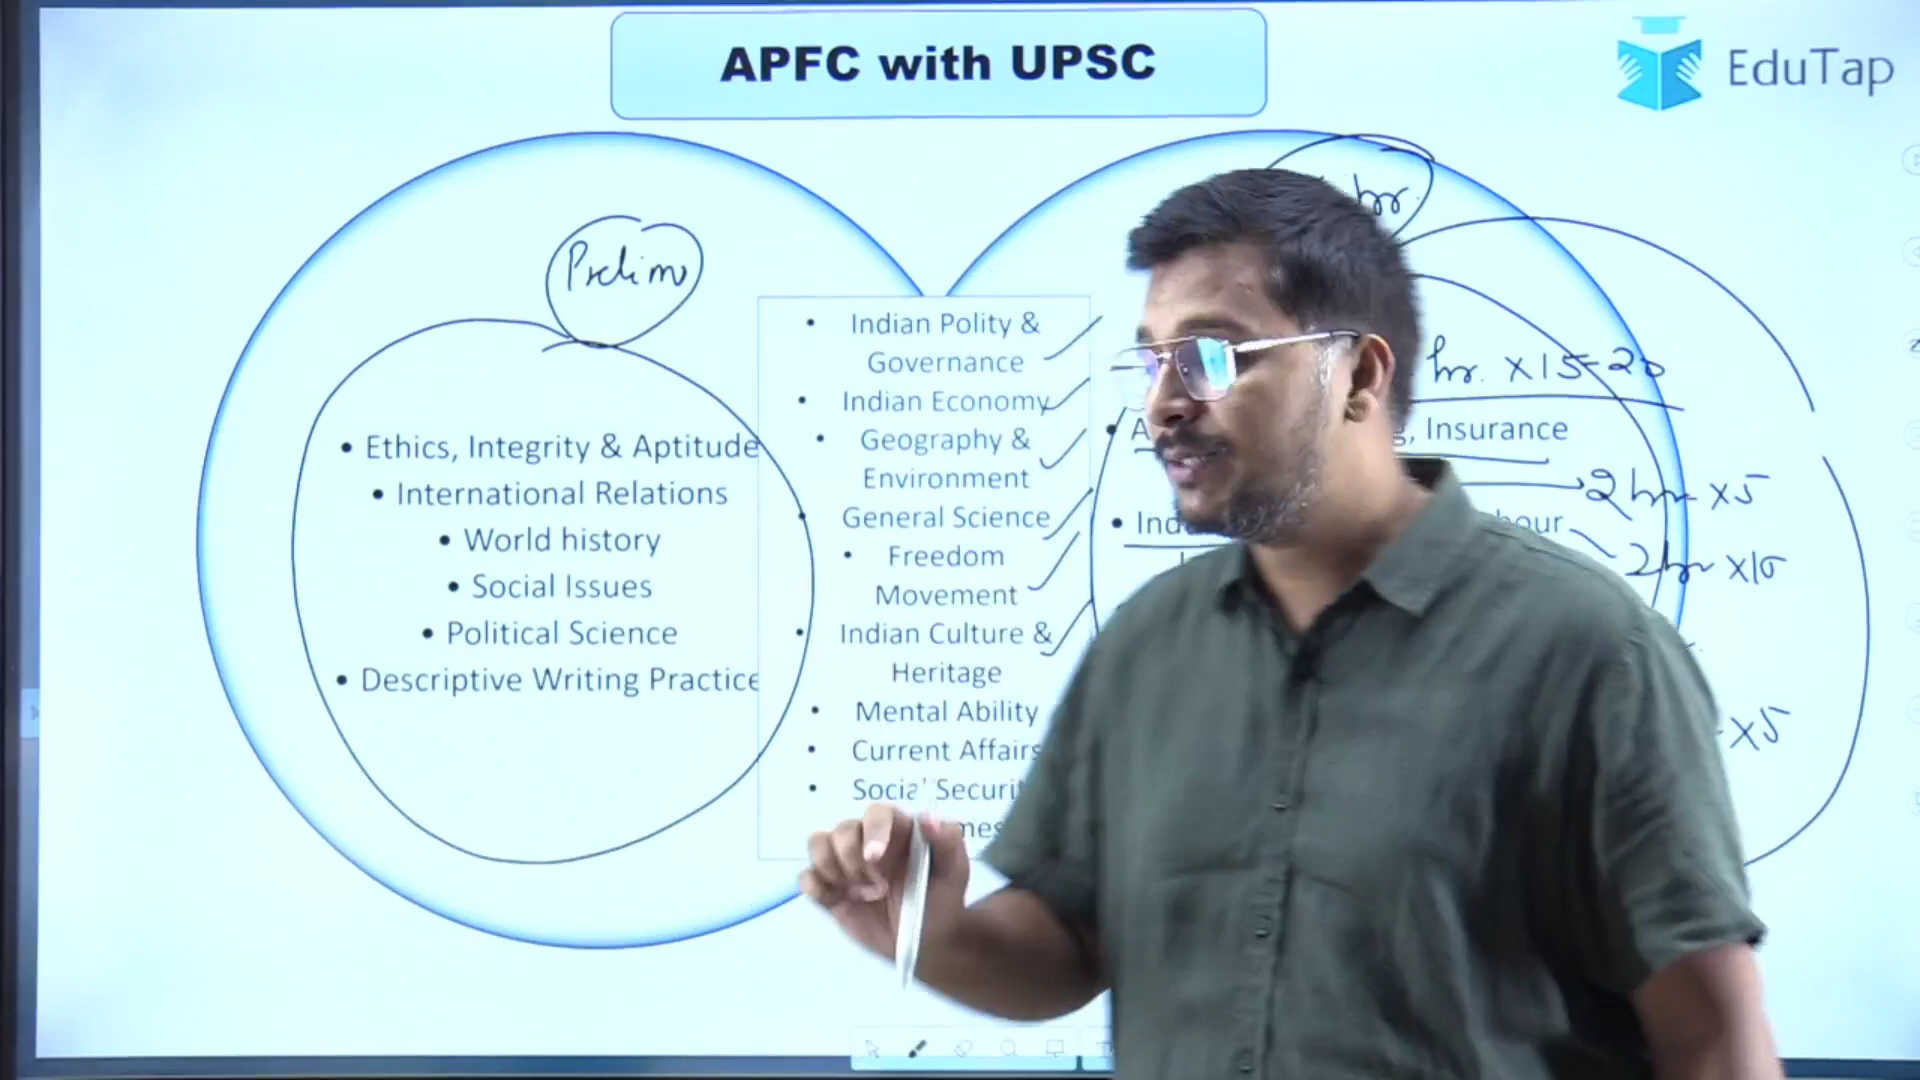 APFC with UPSC
EduTap
hr.
Prelims
• Indian Polity &
Governance
• Indian Economy
• Geography &
Environment
• General Science
• Freedom
Movement
• Indian Culture &
Heritage
• Mental Ability
• Current Affairs
• Social
• Ethics, Integrity & Aptitude
• International Relations
• World history
• Social Issues
• Political Science
• Descriptive Writing Practice
hr. x15-20
Insurance
2 hr x5
2 hr x10
x5